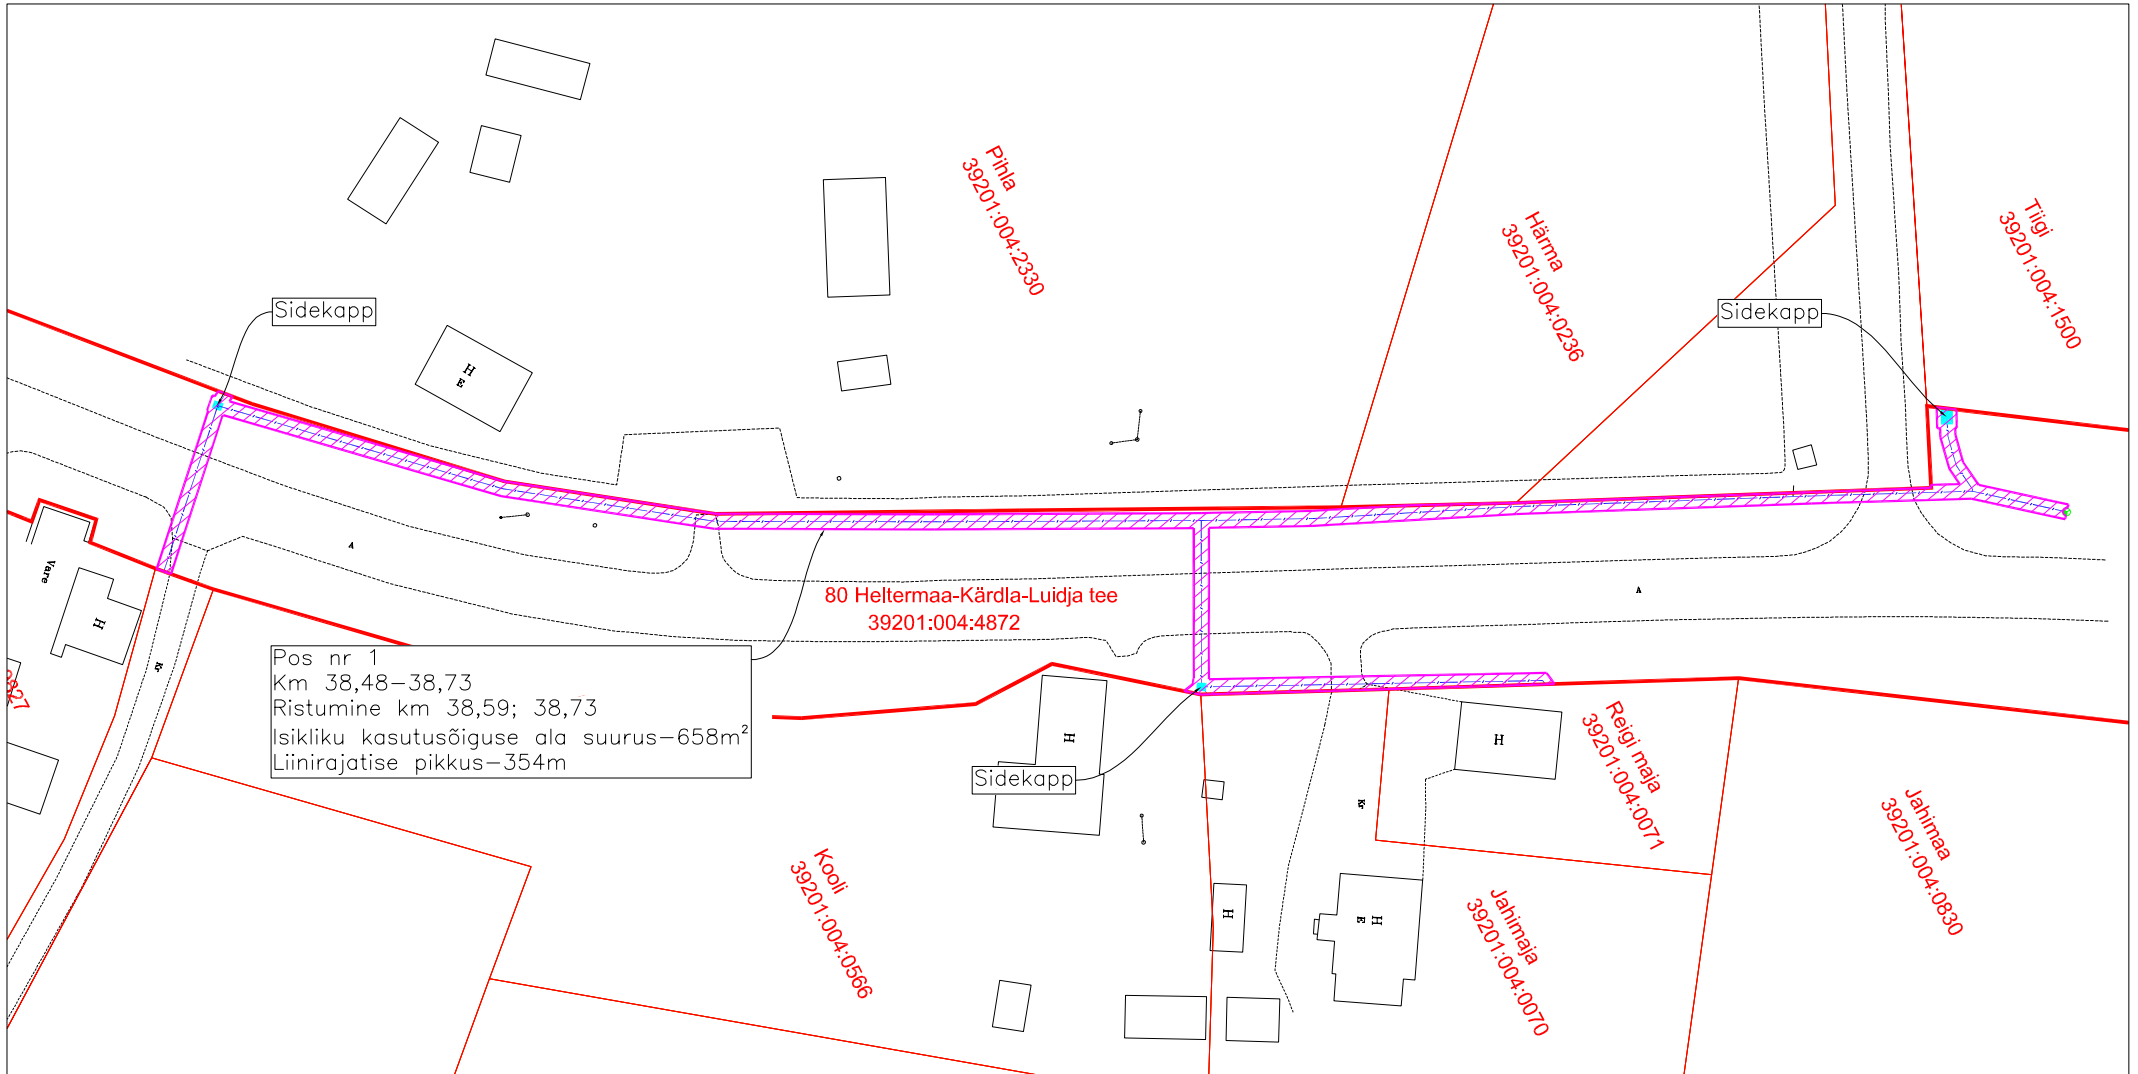 Pihla
39201:004:2330
Härma
39201:004:0236
Tiigi
39201:004:1500
Sidekapp
Sidekapp
H
E
A
A
Vare
H
Kr
80 Heltermaa-Kärdla-Luidja tee
39201:004:4872
Pos nr 1
Km 38,48-38,73
Ristumine km 38,59; 38,73
Isikliku kasutusõiguse ala suurus-658m²
Liinirajatise pikkus-354m
Sidekapp
H
H
Kr
Reigi maja
39201:004:0071
Jahimaa
39201:004:0830
Kooli
39201:004:0566
H
H
E
Jahimaja
39201:004:0070